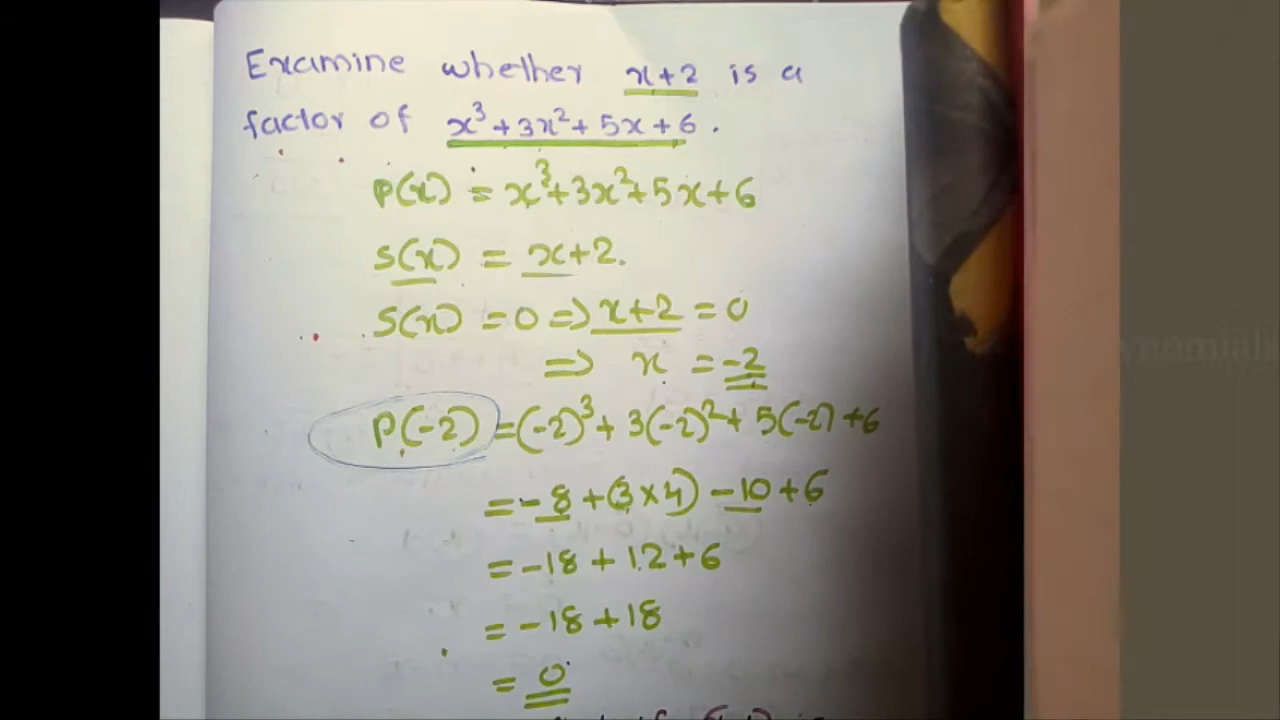 Examine whether x+2 is a
factor of x³+3x²+5x+6.
P(x) = x³+3x²+5x+6
S(x) = x+2.
S(x) = 0 => x+2 = 0
=> x = -2
P(-2) = (-2)³+ 3(-2)²+ 5(-2)+6
= -8 +(3×4) -10 +6
= -18 + 12 + 6
= -18 + 18
= 0